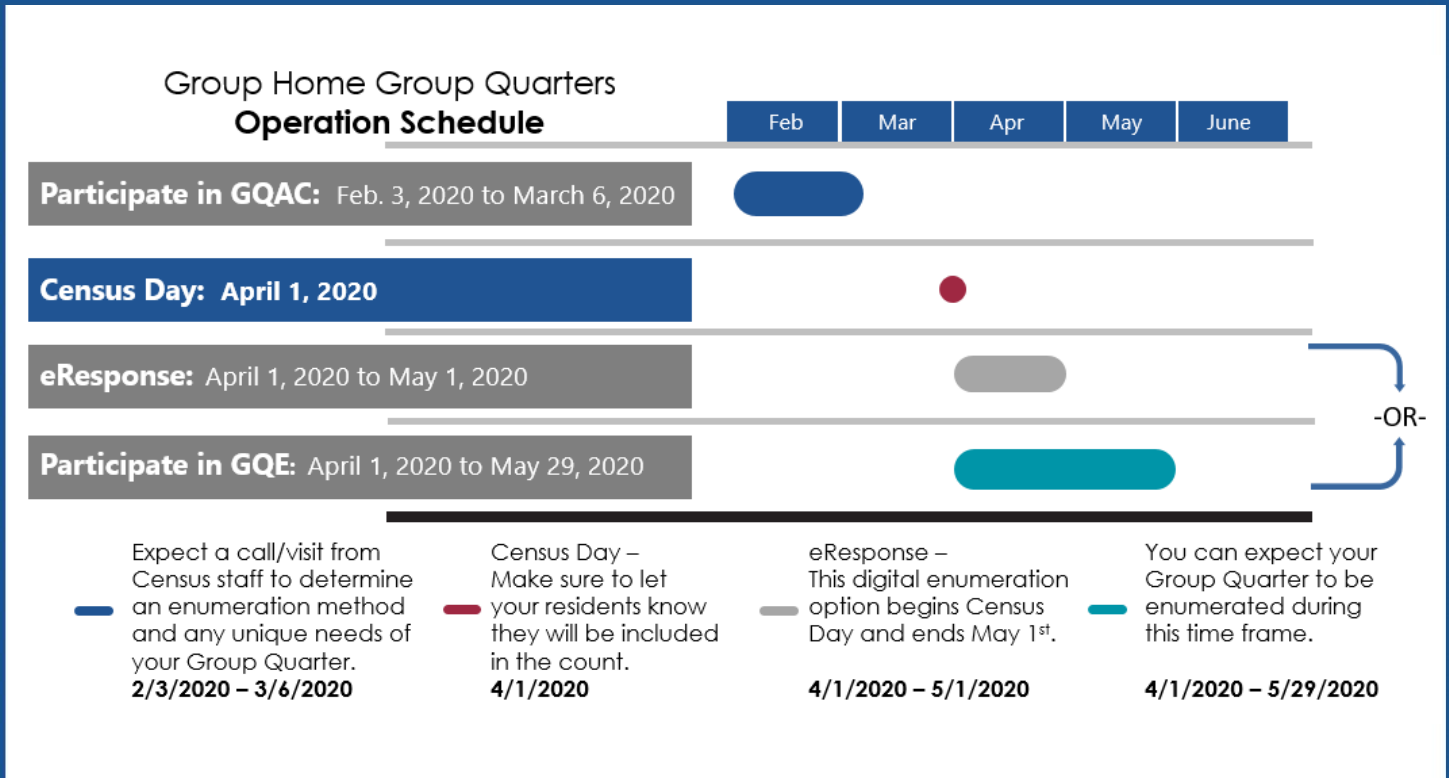 Group Home Group Quarters
Operation Schedule
Feb Mar Apr May June
Participate in GQAC: Feb. 3, 2020 to March 6, 2020
Census Day: April 1, 2020
eResponse: April 1, 2020 to May 1, 2020
-OR-
Participate in GQE: April 1, 2020 to May 29, 2020
Expect a call/visit from
Census staff to determine
an enumeration method
and any unique needs of
your Group Quarter.
2/3/2020 – 3/6/2020
Census Day –
Make sure to let
your residents know
they will be included
in the count.
4/1/2020
eResponse –
This digital enumeration
option begins Census
Day and ends May 1st.
4/1/2020 – 5/1/2020
You can expect your
Group Quarter to be
enumerated during
this time frame.
4/1/2020 – 5/29/2020